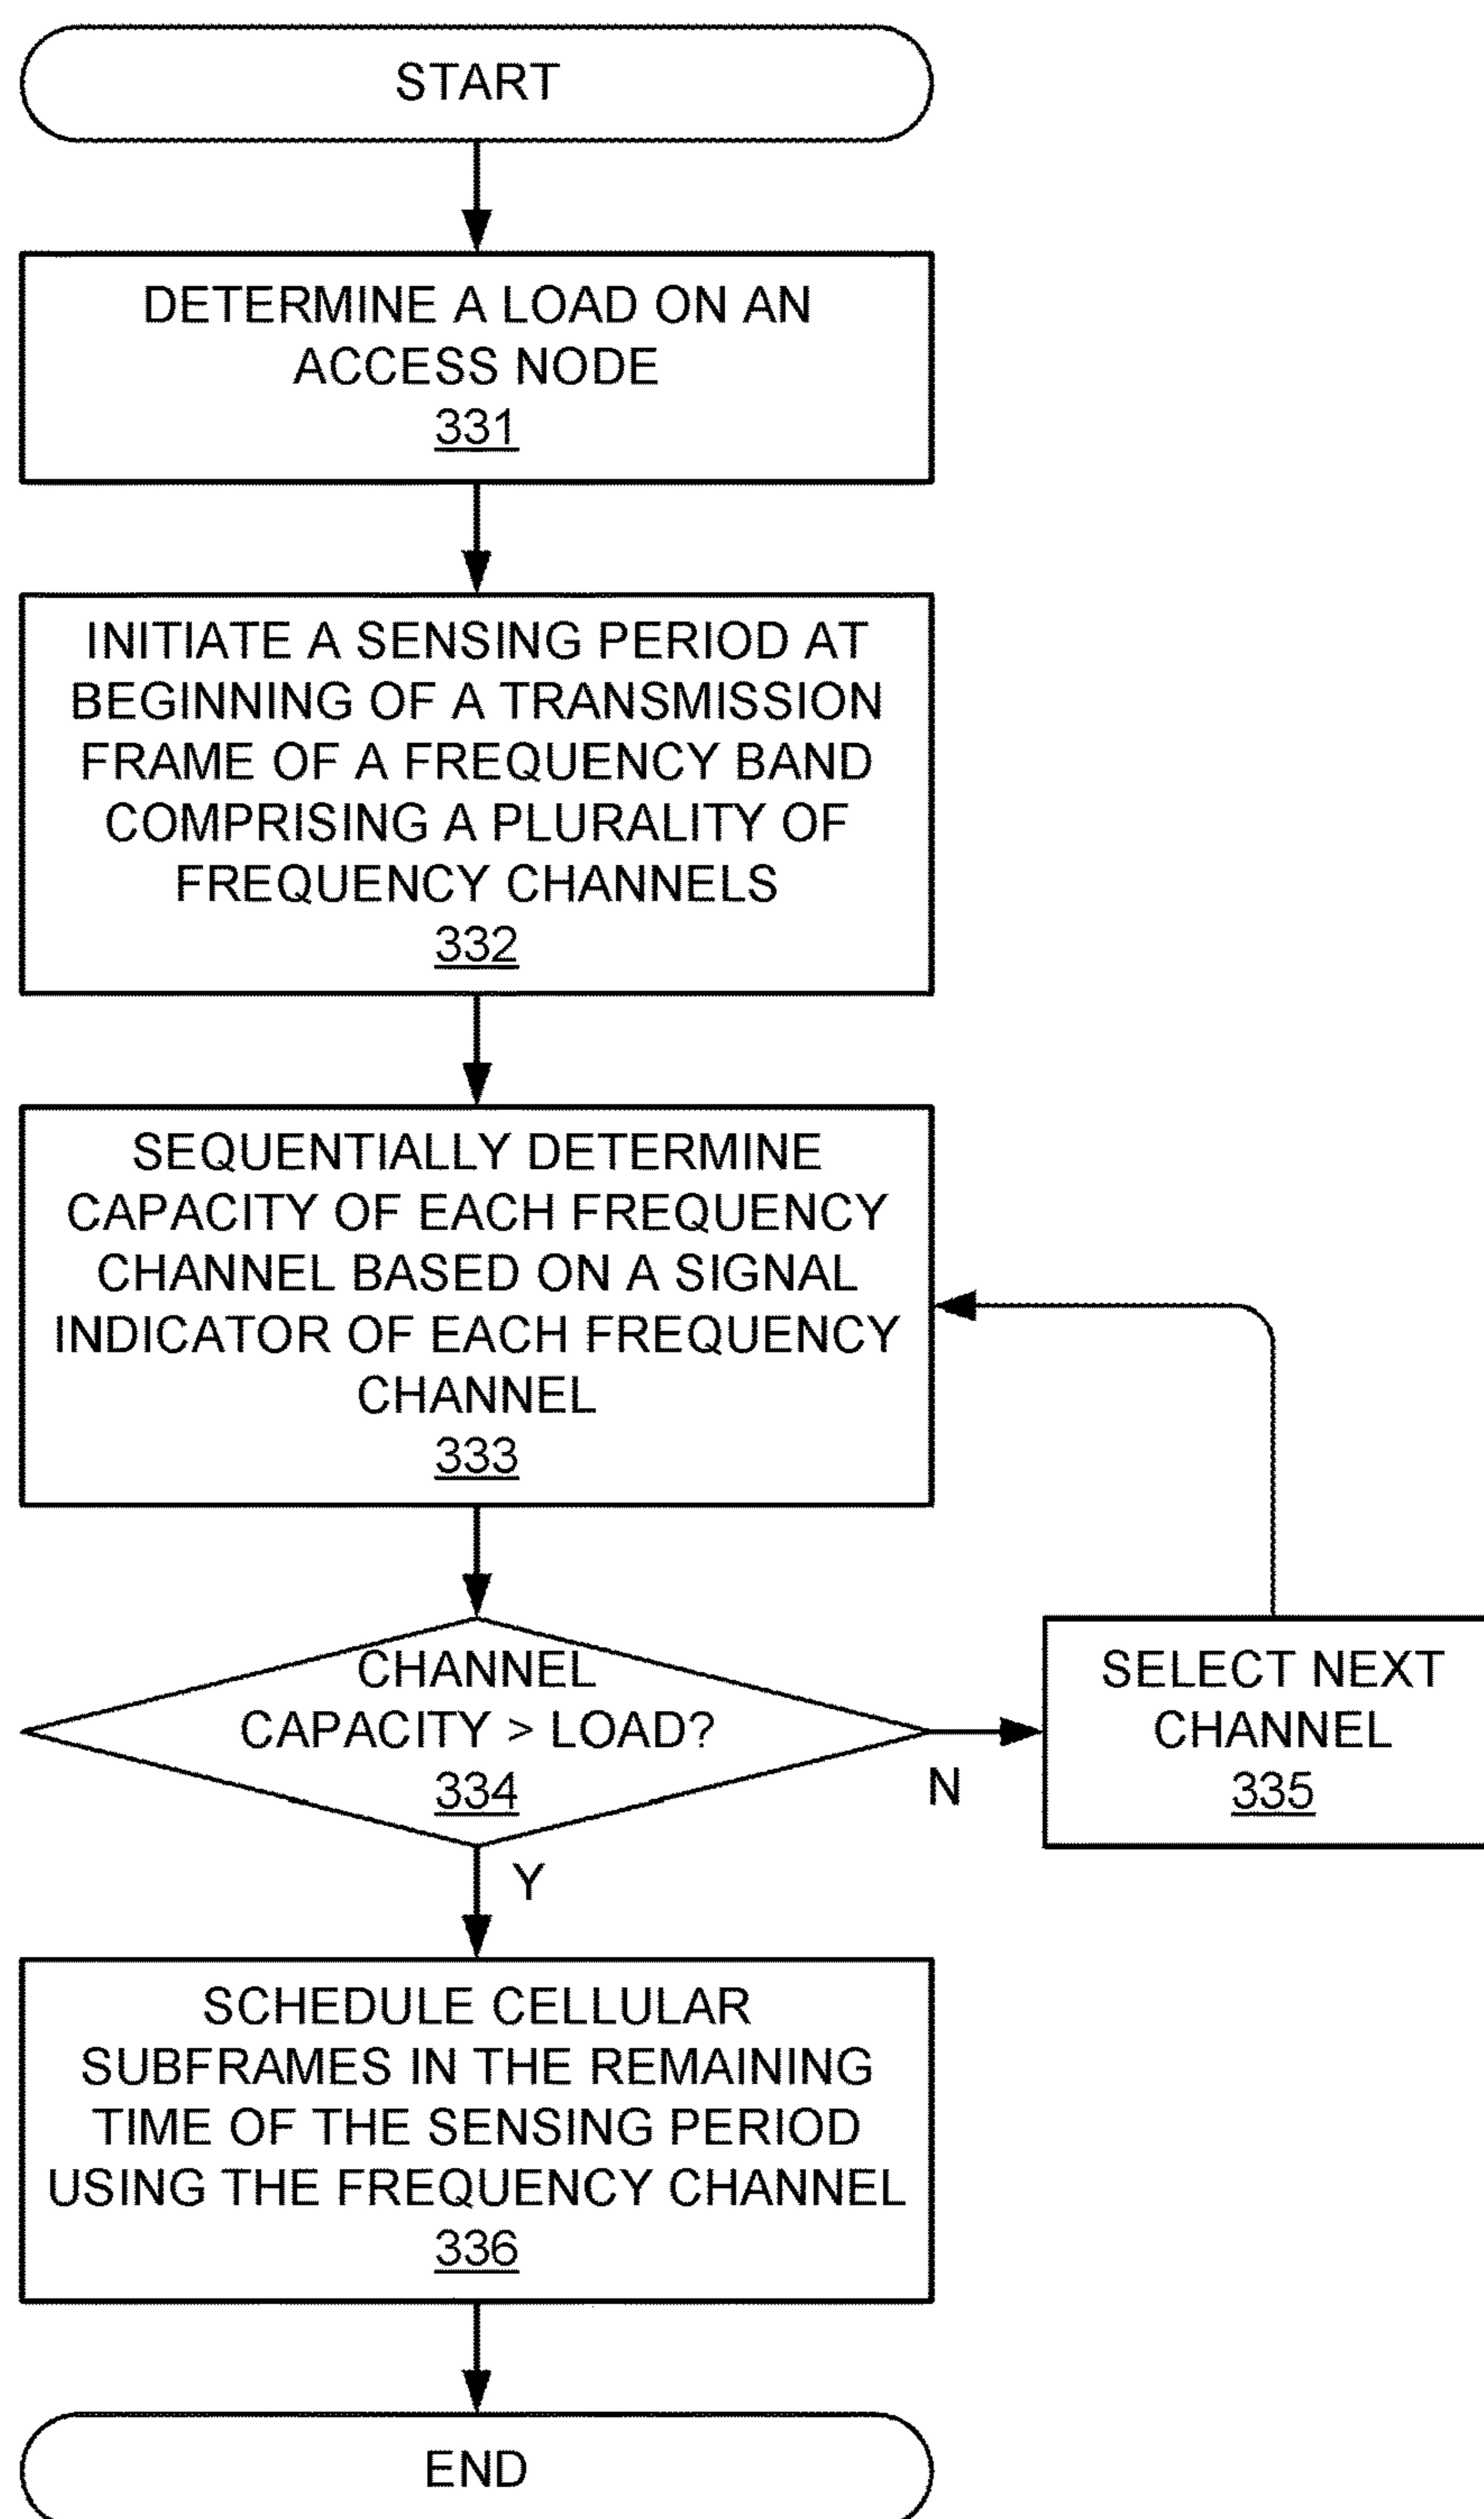 START
DETERMINE A LOAD ON AN
ACCESS NODE
331
INITIATE A SENSING PERIOD AT
BEGINNING OF A TRANSMISSION
FRAME OF A FREQUENCY BAND
COMPRISING A PLURALITY OF
FREQUENCY CHANNELS
332
SEQUENTIALLY DETERMINE
CAPACITY OF EACH FREQUENCY
CHANNEL BASED ON A SIGNAL
INDICATOR OF EACH FREQUENCY
CHANNEL
333
CHANNEL
CAPACITY > LOAD?
334
N
SELECT NEXT
CHANNEL
335
Y
SCHEDULE CELLULAR
SUBFRAMES IN THE REMAINING
TIME OF THE SENSING PERIOD
USING THE FREQUENCY CHANNEL
336
END